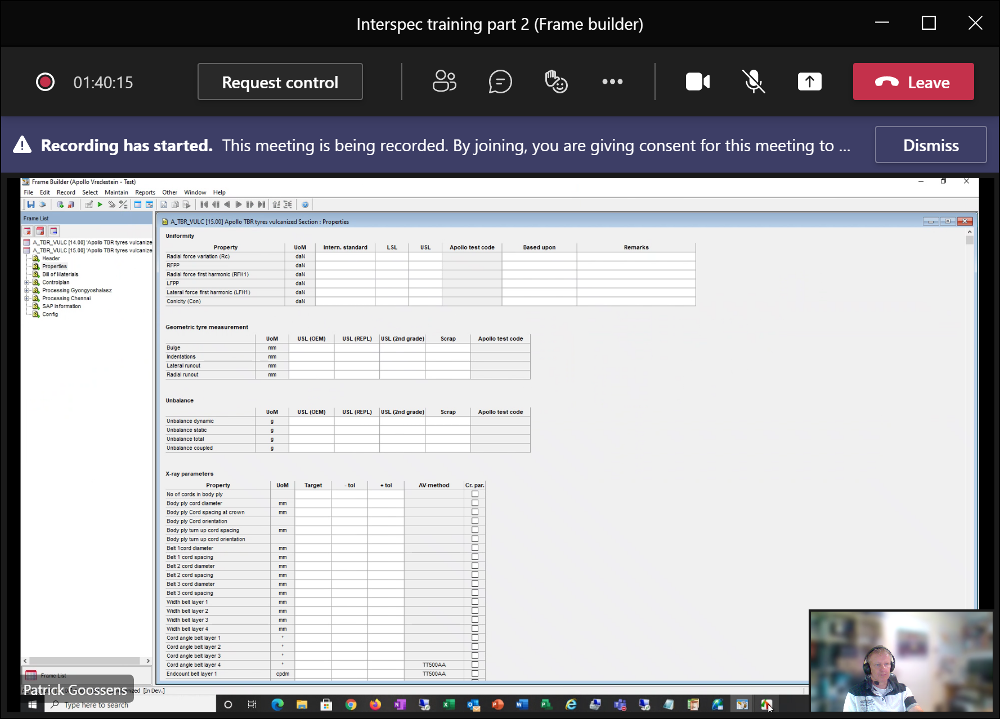 Interspec training part 2 (Frame builder)
01:40:15
Request control
Leave
Recording has started. This meeting is being recorded. By joining, you are giving consent for this meeting to ...
Dismiss
Frame Builder (Apollo Vredestein - Test)
File Edit Record Select Maintain Reports Other Window Help
Frame List
A_TBR_VULC [14.00] 'Apollo TBR tyres vulcanize
A_TBR_VULC [15.00] 'Apollo TBR tyres vulcanize
Header
Properties
Bill of Materials
Controlplan
Processing Gyongyoshalasz
Processing Chennai
SAP information
Config
A_TBR_VULC [15.00] Apollo TBR tyres vulcanized Section : Properties
Uniformity
Property UoM Intern. standard LSL USL Apollo test code Based upon Remarks
Radial force variation (Rc) daN
RFPP daN
Radial force first harmonic (RFH1) daN
LFPP daN
Lateral force first harmonic (LFH1) daN
Conicity (Con) daN
Geometric tyre measurement
UoM USL (OEM) USL (REPL) USL (2nd grade) Scrap Apollo test code
Bulge mm
Indentations mm
Lateral runout mm
Radial runout mm
Unbalance
UoM USL (OEM) USL (REPL) USL (2nd grade) Scrap Apollo test code
Unbalance dynamic g
Unbalance static g
Unbalance total g
Unbalance coupled g
X-ray parameters
Property UoM Target - tol + tol AV-method Cr. par.
No of cords in body ply
Body ply cord diameter mm
Body ply Cord spacing at crown mm
Body ply Cord orientation
Body ply turn up cord spacing mm
Body ply turn up cord orientation
Belt 1cord diameter mm
Belt 1 cord spacing mm
Belt 2 cord diameter mm
Belt 2 cord spacing mm
Belt 3 cord diameter mm
Belt 3 cord spacing mm
Width belt layer 1 mm
Width belt layer 2 mm
Width belt layer 3 mm
Width belt layer 4 mm
Cord angle belt layer 1 °
Cord angle belt layer 2 °
Cord angle belt layer 3 °
Cord angle belt layer 4 ° TT500AA
Endcount belt layer 1 cpdm TT500AA
Frame List
Patrick Goossens
[In Dev.]
Type here to search